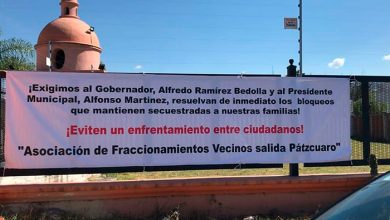 ¡Exigimos al Gobernador, Alfredo Ramírez Bedolla y al Presidente
Municipal, Alfonso Martínez, resuelvan de inmediato los bloqueos
que mantienen secuestradas a nuestras familias!
¡Eviten un enfrentamiento entre ciudadanos!
"Asociación de Fraccionamientos Vecinos salida Pátzcuaro"